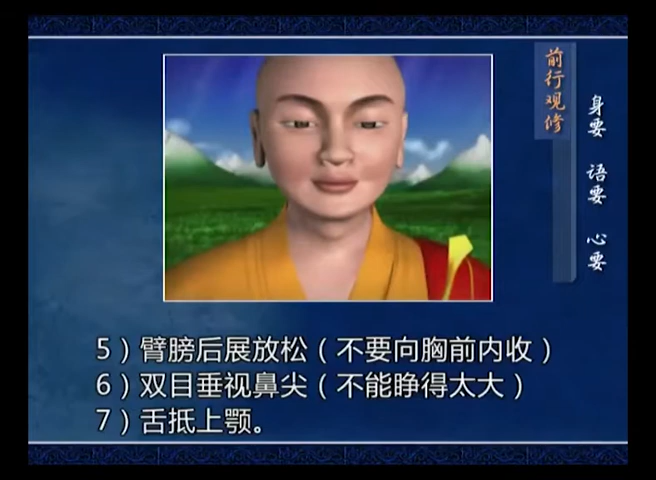 前行观修
身要 语要 心要
5）臂膀后展放松（不要向胸前内收）
6）双目垂视鼻尖（不能睁得太大）
7）舌抵上颚。